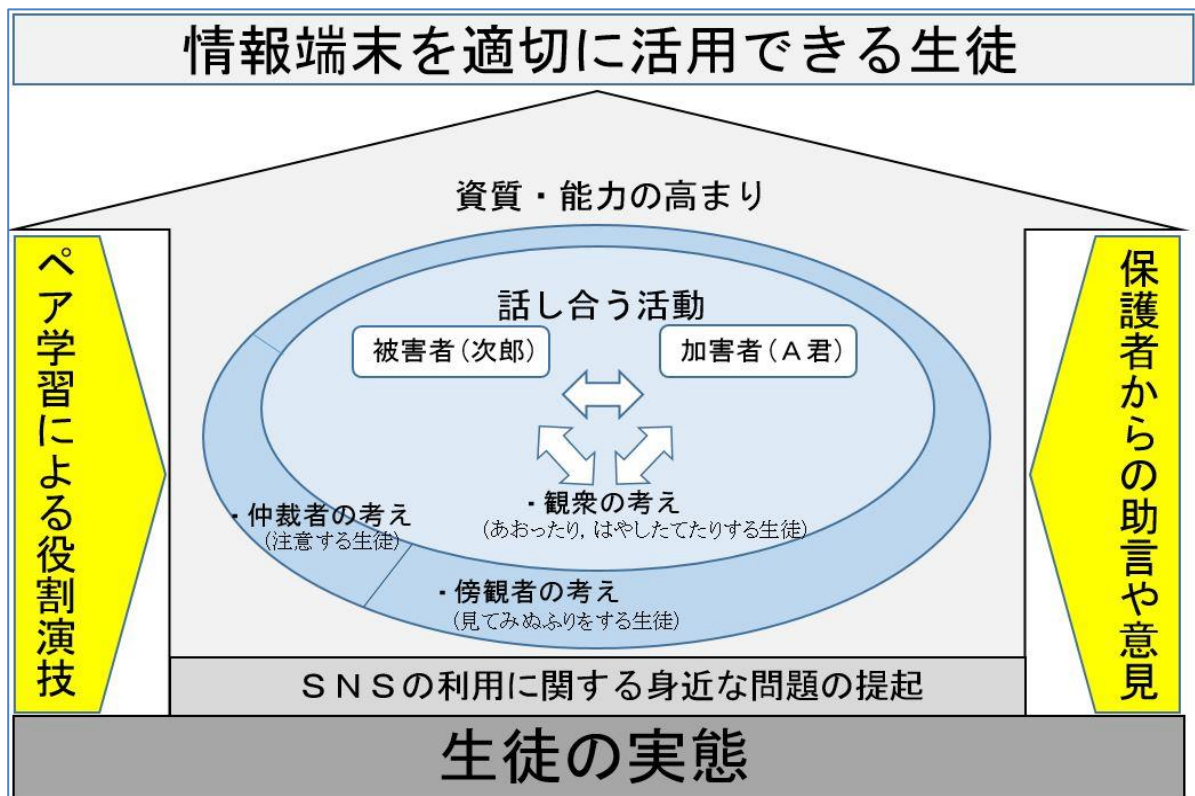 情報端末を適切に活用できる生徒
資質・能力の高まり
ペア学習による役割演技
話し合う活動
被害者(次郎)
加害者(A君)
・観衆の考え
(あおったり,はやしたてたりする生徒)
・仲裁者の考え
(注意する生徒)
・傍観者の考え
(見てみぬふりをする生徒)
保護者からの助言や意見
SNSの利用に関する身近な問題の提起
生徒の実態